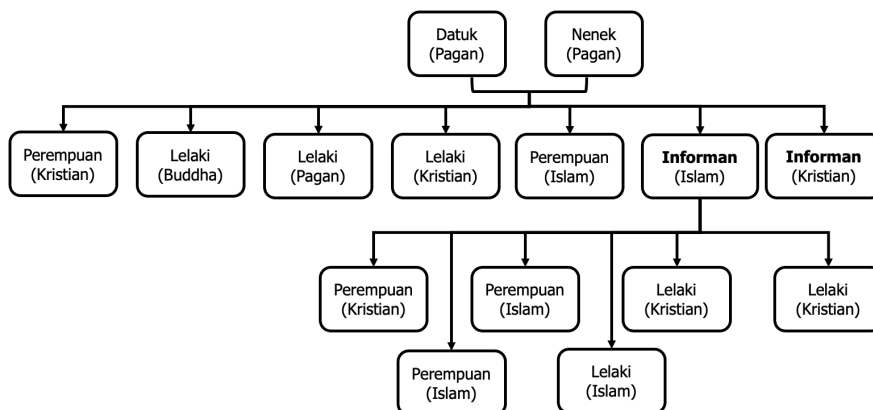 Datuk
(Pagan)
Nenek
(Pagan)
Perempuan
(Kristian)
Lelaki
(Buddha)
Lelaki
(Pagan)
Lelaki
(Kristian)
Perempuan
(Islam)
Informan
(Islam)
Informan
(Kristian)
Perempuan
(Kristian)
Perempuan
(Islam)
Lelaki
(Kristian)
Lelaki
(Kristian)
Perempuan
(Islam)
Lelaki
(Islam)